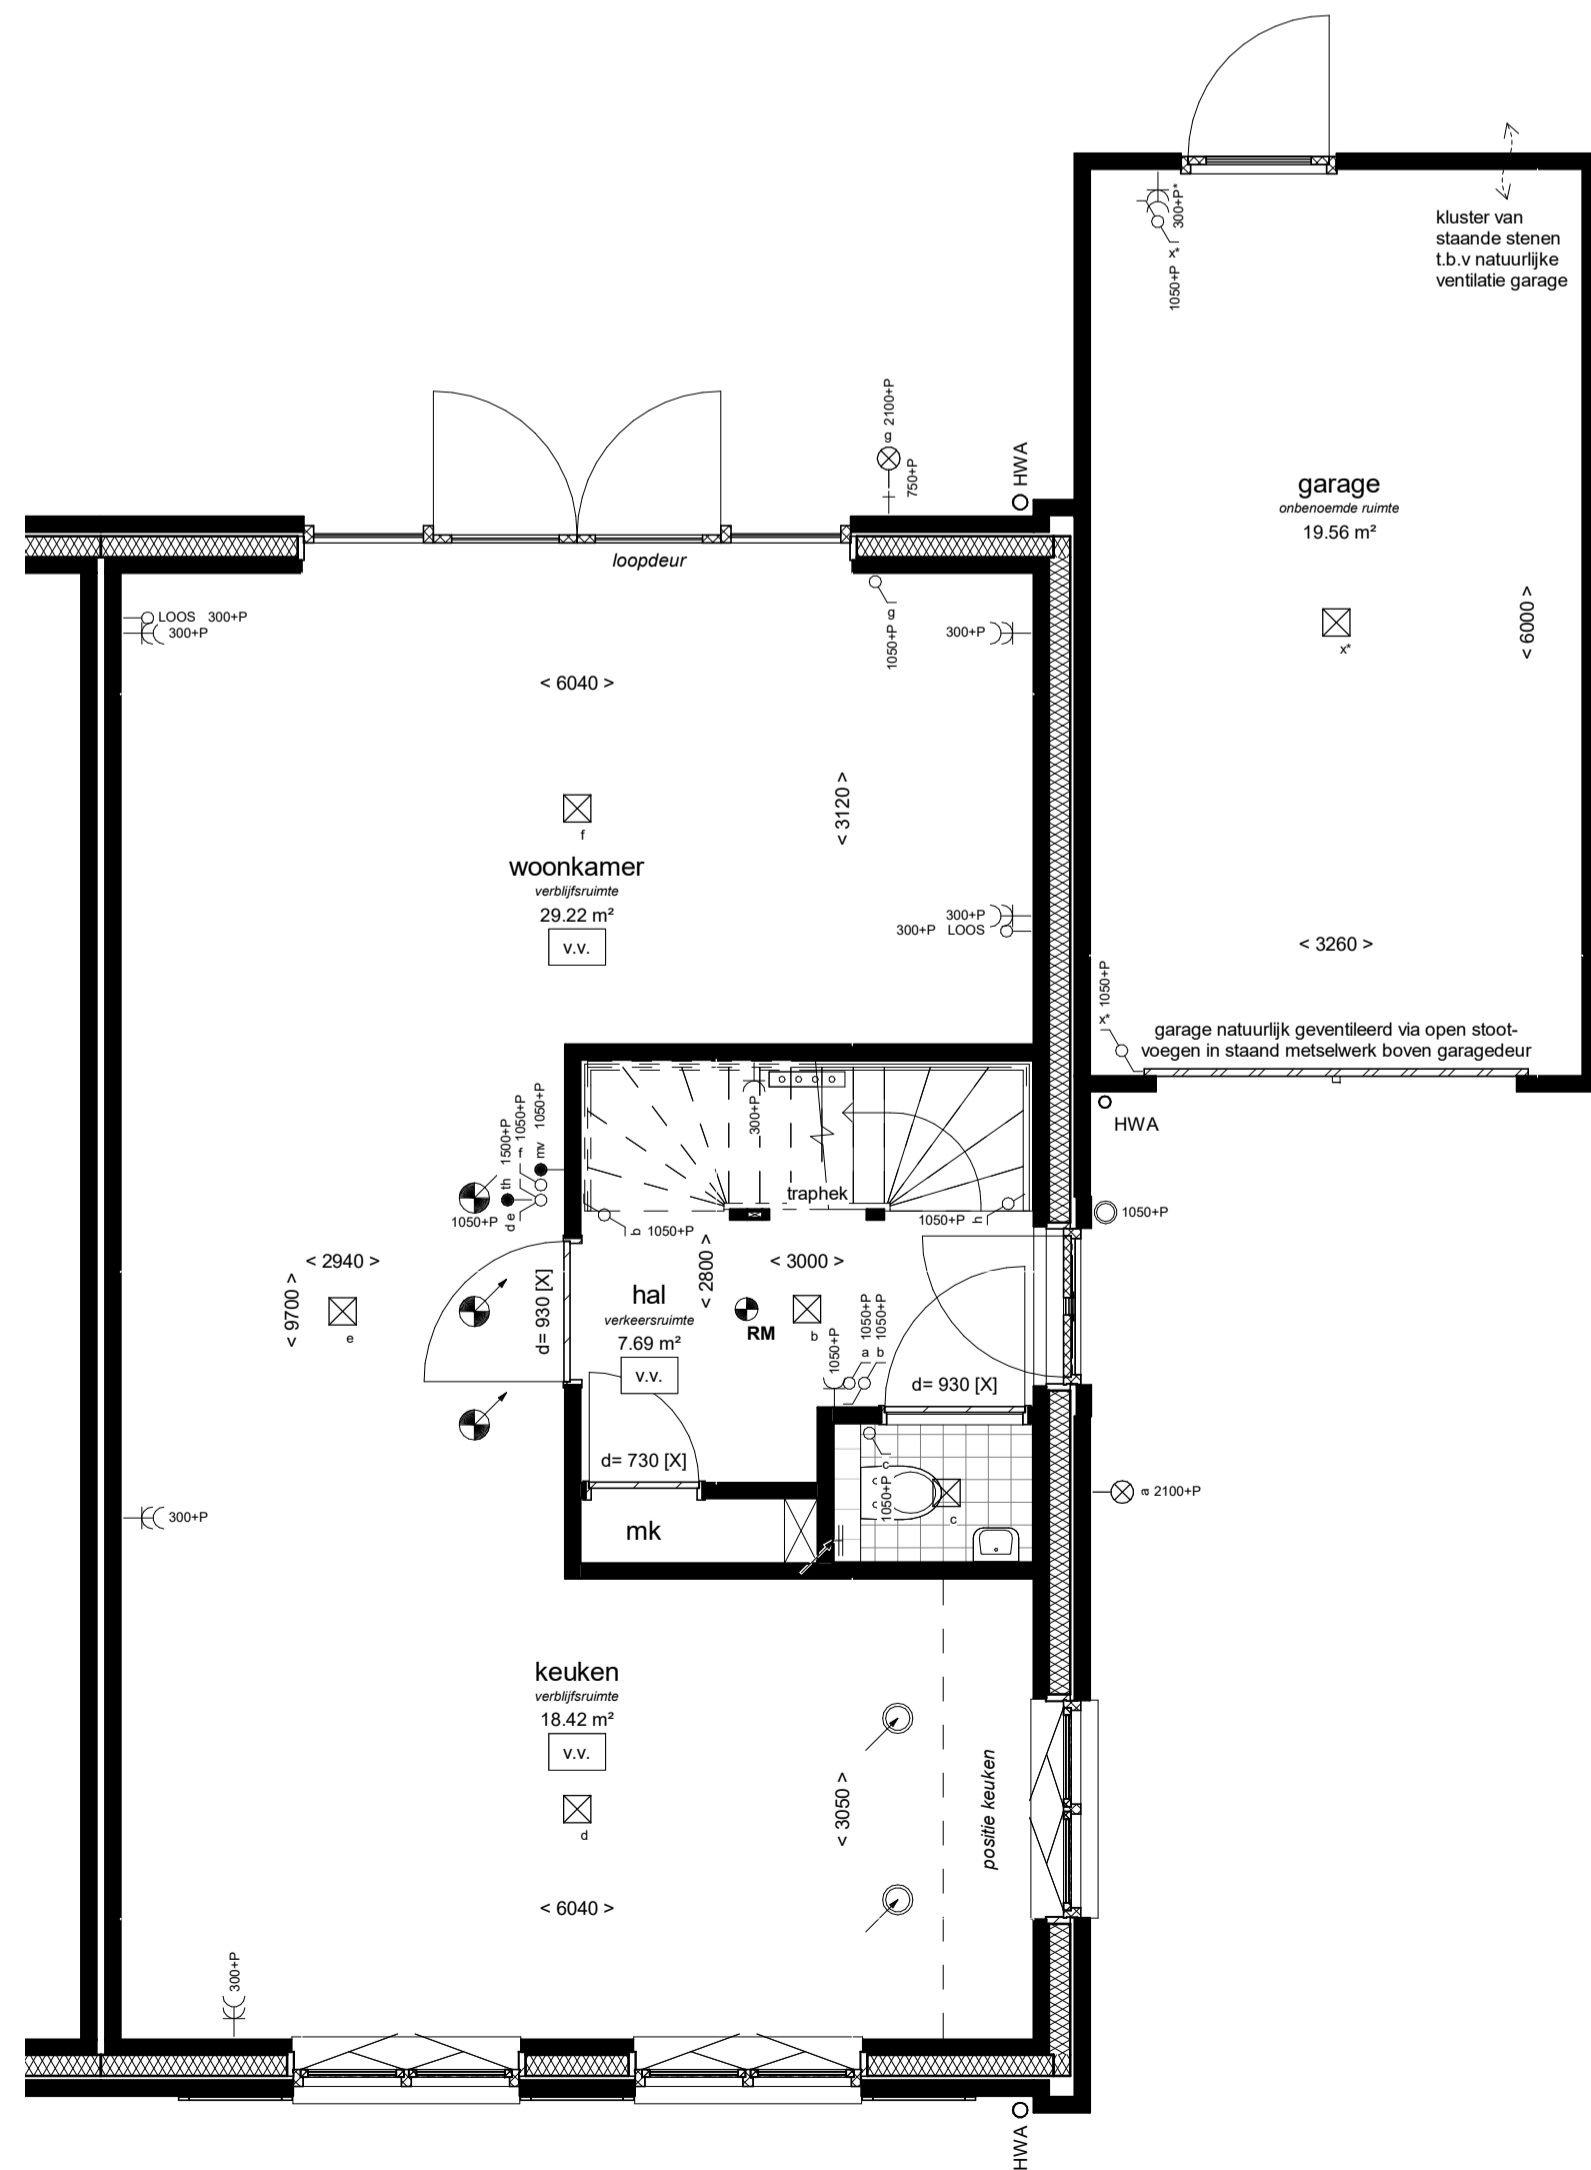 kluster van
staande stenen
t.b.v natuurlijke
ventilatie garage
300+P*
x*
1050+P
g 2100+P
750+P
HWA
garage
onbenoemde ruimte
19.56 m²
x*
< 6000 >
< 3260 >
loopdeur
LOOS 300+P
300+P
g
1050+P
300+P
< 6040 >
< 3120 >
f
woonkamer
verblijfsruimte
29.22 m²
v.v.
300+P
300+P LOOS
x* 1050+P
garage natuurlijk geventileerd via open stoot-
voegen in staand metselwerk boven garagedeur
HWA
th 1500+P
f 1050+P
mv 1050+P
1050+P
d e
300+P
traphek
b 1050+P
1050+P h
1050+P
< 2940 >
< 9700 >
e
d= 930 [X]
< 2800 >
< 3000 >
hal
verkeersruimte
7.69 m²
v.v.
RM
b
1050+P
a 1050+P
b 1050+P
d= 930 [X]
d= 730 [X]
c
1050+P
c
a 2100+P
mk
300+P
keuken
verblijfsruimte
18.42 m²
v.v.
d
< 3050 >
positie keuken
< 6040 >
300+P
HWA